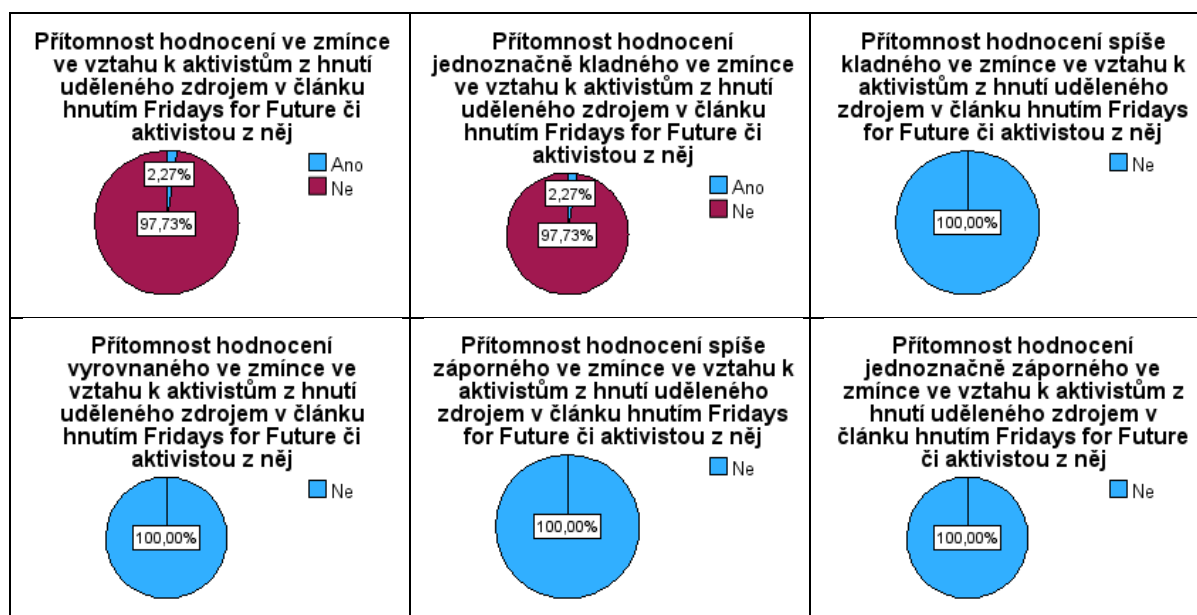 Přítomnost hodnocení ve zmínce
ve vztahu k aktivistům z hnutí
uděleného zdrojem v článku
hnutím Fridays for Future či
aktivistou z něj
Ano
Ne
2,27%
97,73%
Přítomnost hodnocení
jednoznačně kladného ve zmínce
ve vztahu k aktivistům z hnutí
uděleného zdrojem v článku
hnutím Fridays for Future či
aktivistou z něj
Ano
Ne
2,27%
97,73%
Přítomnost hodnocení spíše
kladného ve zmínce ve vztahu k
aktivistům z hnutí uděleného
zdrojem v článku hnutím Fridays
for Future či aktivistou z něj
Ne
100,00%
Přítomnost hodnocení
vyrovnaného ve zmínce ve
vztahu k aktivistům z hnutí
uděleného zdrojem v článku
hnutím Fridays for Future či
aktivistou z něj
Ne
100,00%
Přítomnost hodnocení spíše
záporného ve zmínce ve vztahu k
aktivistům z hnutí uděleného
zdrojem v článku hnutím Fridays
for Future či aktivistou z něj
Ne
100,00%
Přítomnost hodnocení
jednoznačně záporného ve
zmínce ve vztahu k aktivistům z
hnutí uděleného zdrojem v
článku hnutím Fridays for Future
či aktivistou z něj
Ne
100,00%